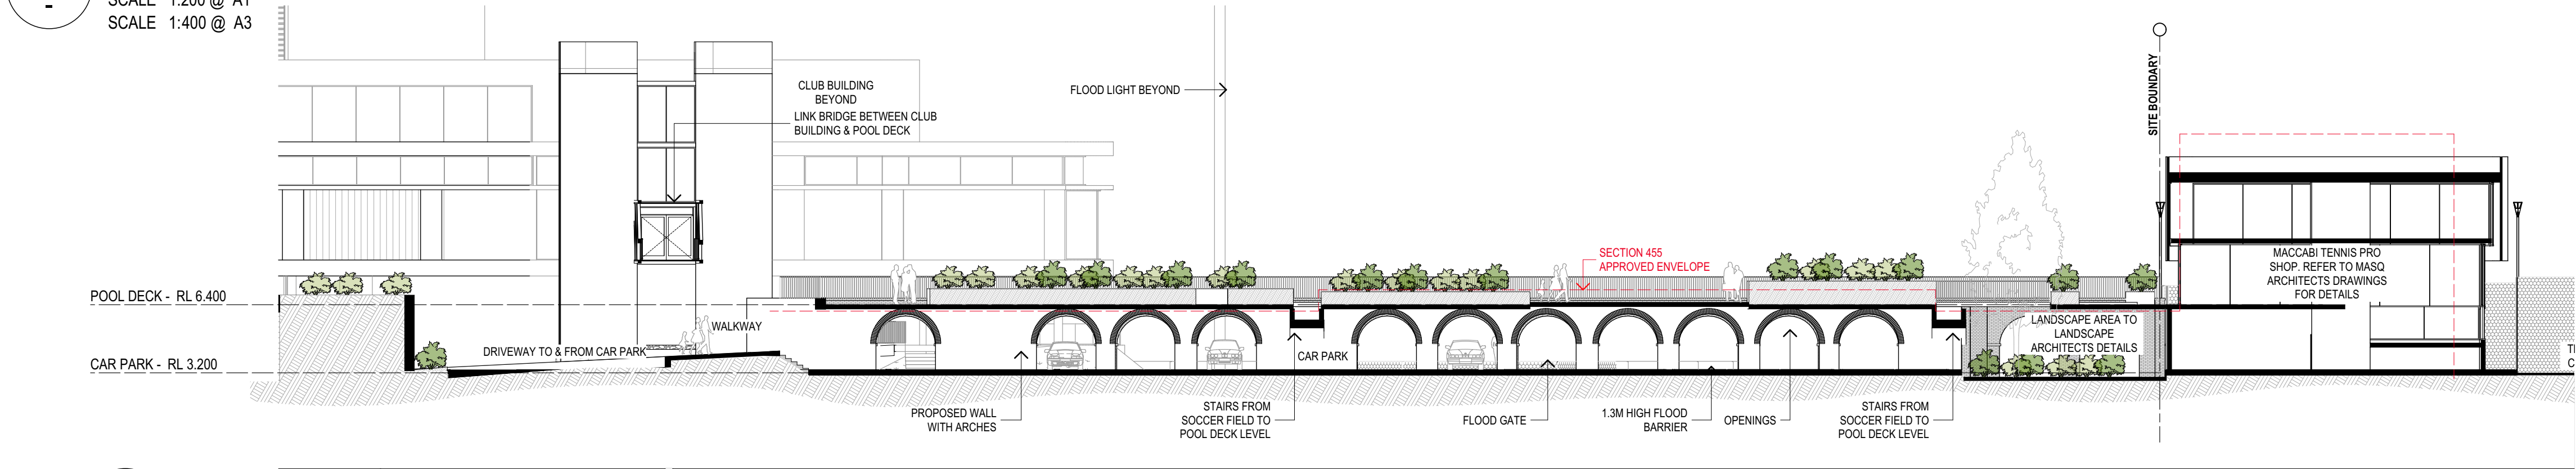 SCALE 1:200 @ A1
SCALE 1:400 @ A3
CLUB BUILDING
BEYOND
LINK BRIDGE BETWEEN CLUB
BUILDING & POOL DECK
FLOOD LIGHT BEYOND
SITE BOUNDARY
SECTION 455
APPROVED ENVELOPE
MACCABI TENNIS PRO
SHOP. REFER TO MASQ
ARCHITECTS DRAWINGS
FOR DETAILS
POOL DECK - RL 6.400
WALKWAY
DRIVEWAY TO & FROM CAR PARK
CAR PARK
LANDSCAPE AREA TO
LANDSCAPE
ARCHITECTS DETAILS
CAR PARK - RL 3.200
PROPOSED WALL
WITH ARCHES
STAIRS FROM
SOCCER FIELD TO
POOL DECK LEVEL
FLOOD GATE
1.3M HIGH FLOOD
BARRIER
OPENINGS
STAIRS FROM
SOCCER FIELD TO
POOL DECK LEVEL